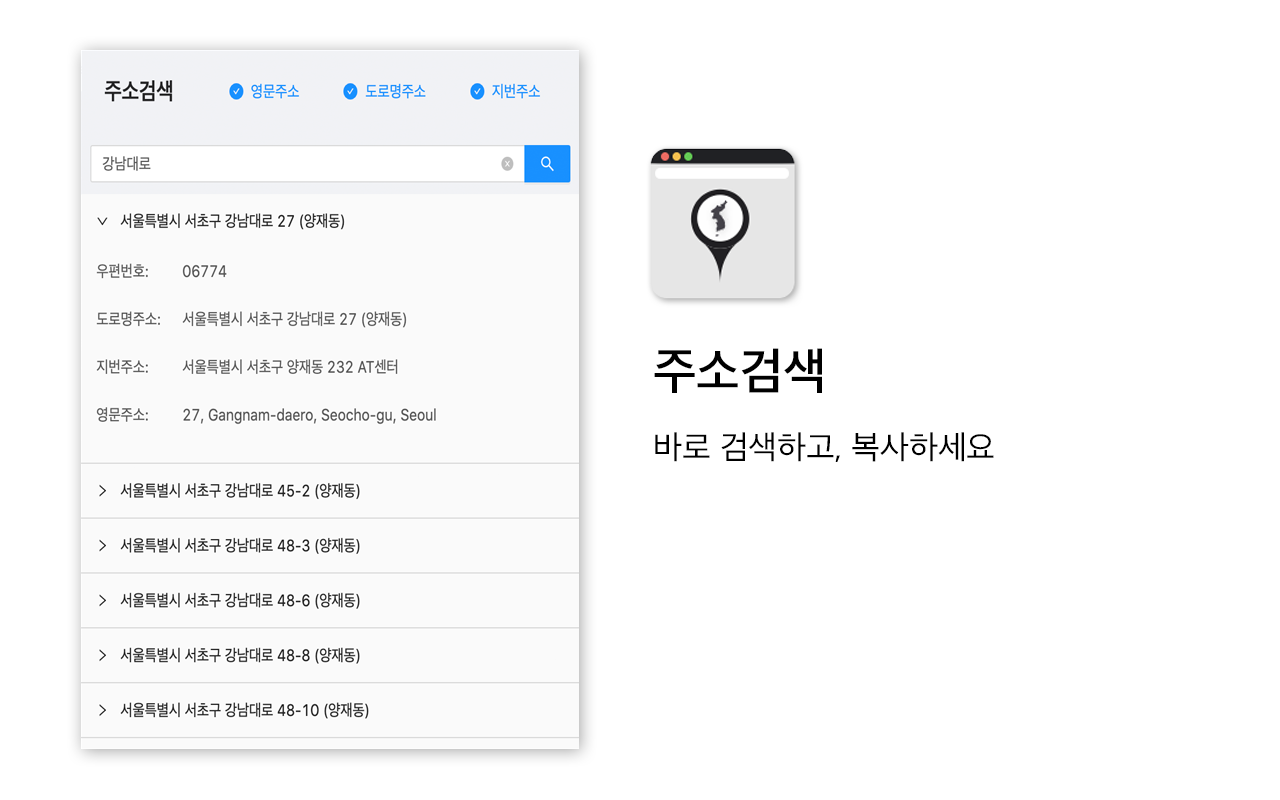 주소검색 영문주소 도로명주소 지번주소
강남대로
서울특별시 서초구 강남대로 27 (양재동)
우편번호: 06774
도로명주소: 서울특별시 서초구 강남대로 27 (양재동)
지번주소: 서울특별시 서초구 양재동 232 AT센터
영문주소: 27, Gangnam-daero, Seocho-gu, Seoul
서울특별시 서초구 강남대로 45-2 (양재동)
서울특별시 서초구 강남대로 48-3 (양재동)
서울특별시 서초구 강남대로 48-6 (양재동)
서울특별시 서초구 강남대로 48-8 (양재동)
서울특별시 서초구 강남대로 48-10 (양재동)
주소검색
바로 검색하고, 복사하세요